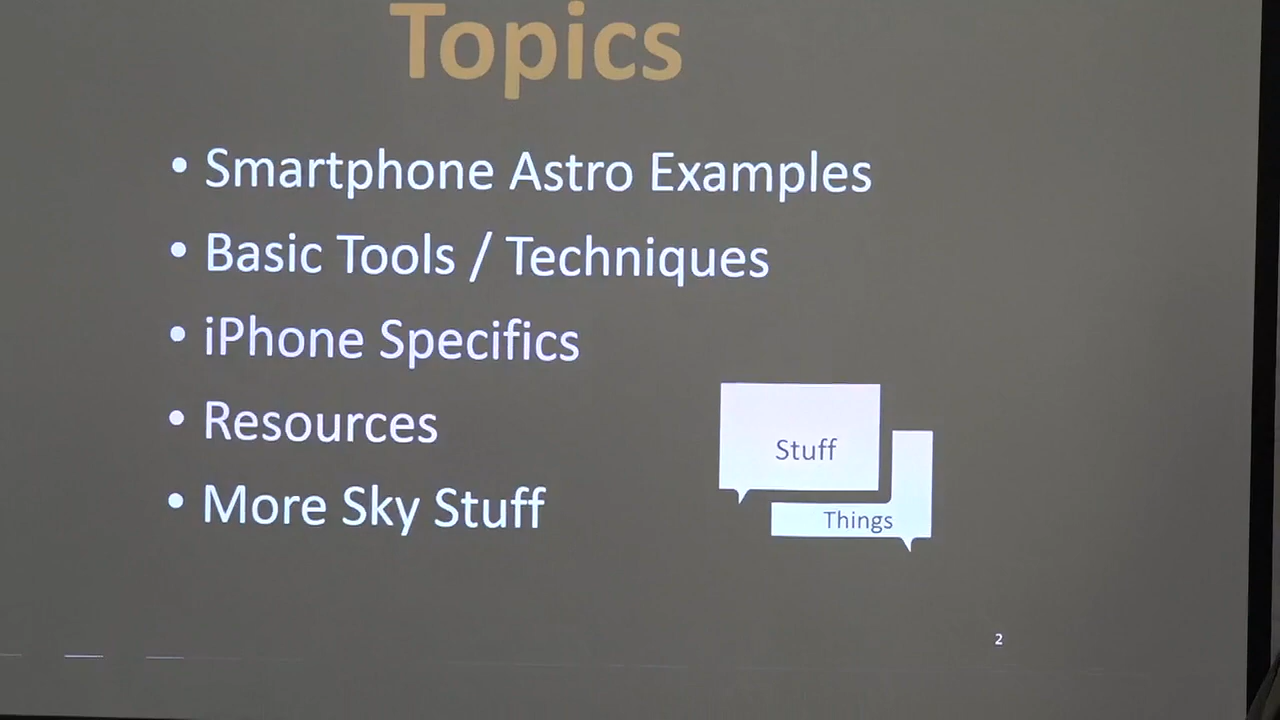 Topics
• Smartphone Astro Examples
• Basic Tools / Techniques
• iPhone Specifics
• Resources
• More Sky Stuff
Stuff
Things
2